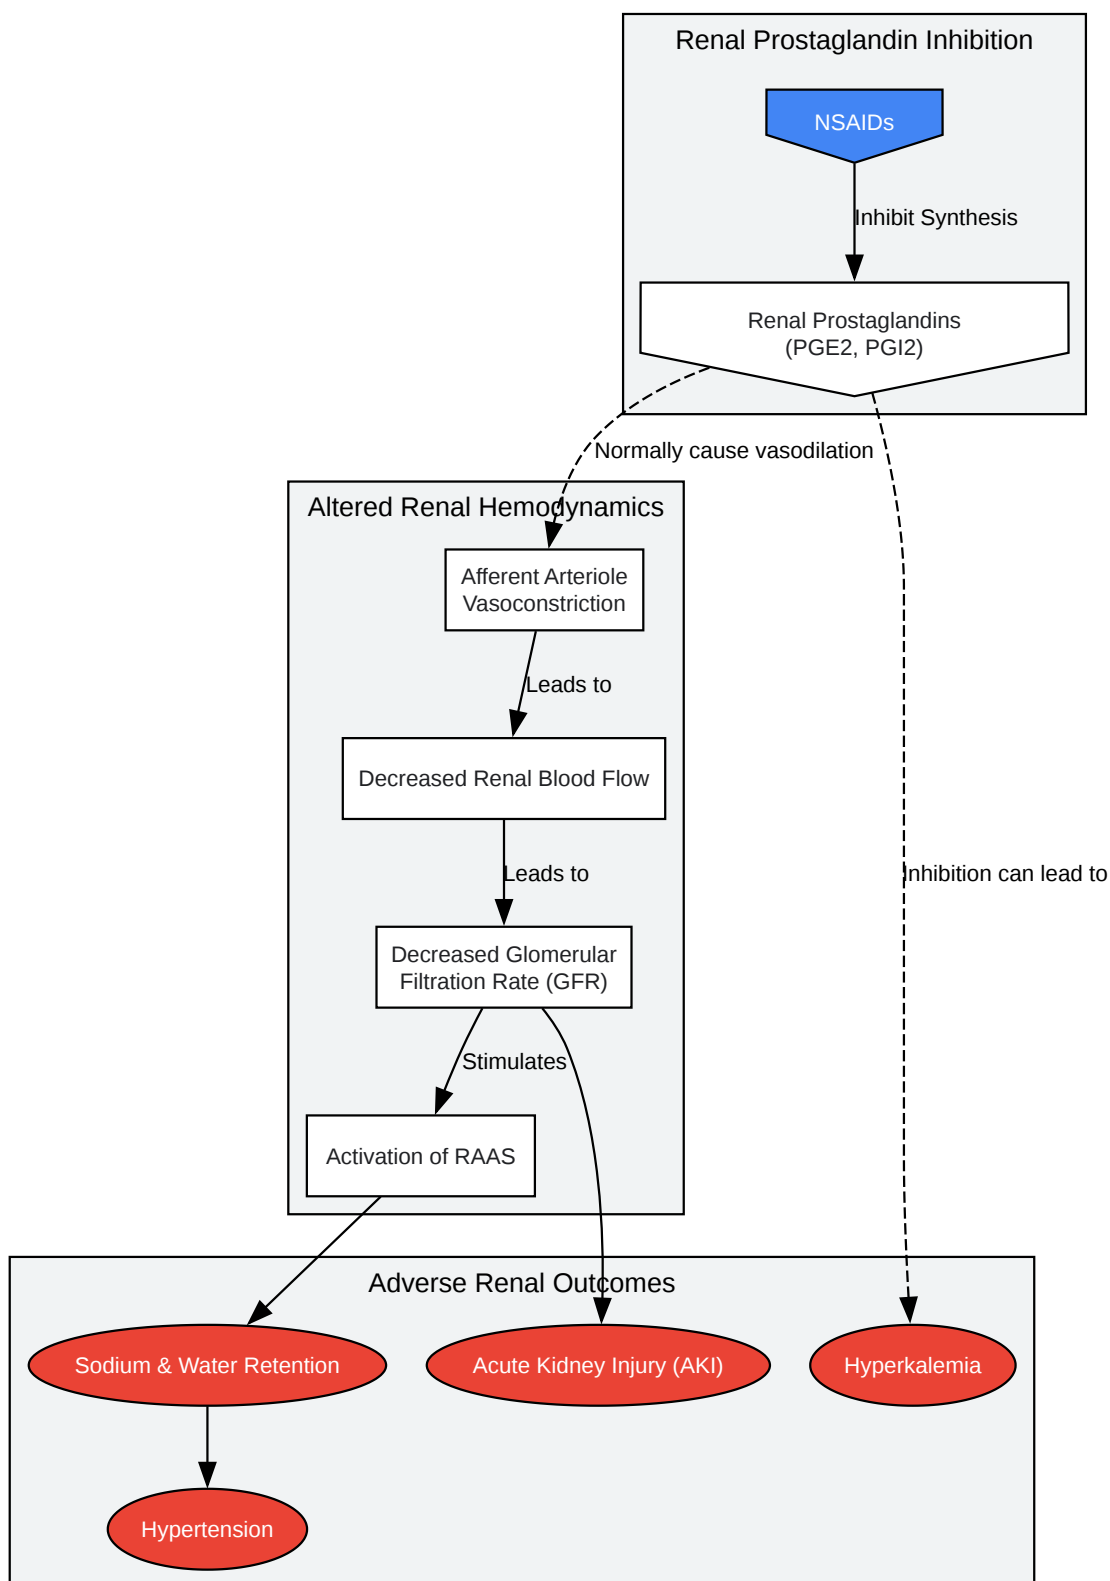 Renal Prostaglandin Inhibition
NSAIDs
Inhibit Synthesis
Renal Prostaglandins
(PGE2, PGI2)
Normally cause vasodilation
Altered Renal Hemodynamics
Afferent Arteriole
Vasoconstriction
Leads to
Decreased Renal Blood Flow
Leads to
Inhibition can lead to
Decreased Glomerular
Filtration Rate (GFR)
Stimulates
Activation of RAAS
Adverse Renal Outcomes
Sodium & Water Retention
Acute Kidney Injury (AKI)
Hyperkalemia
Hypertension